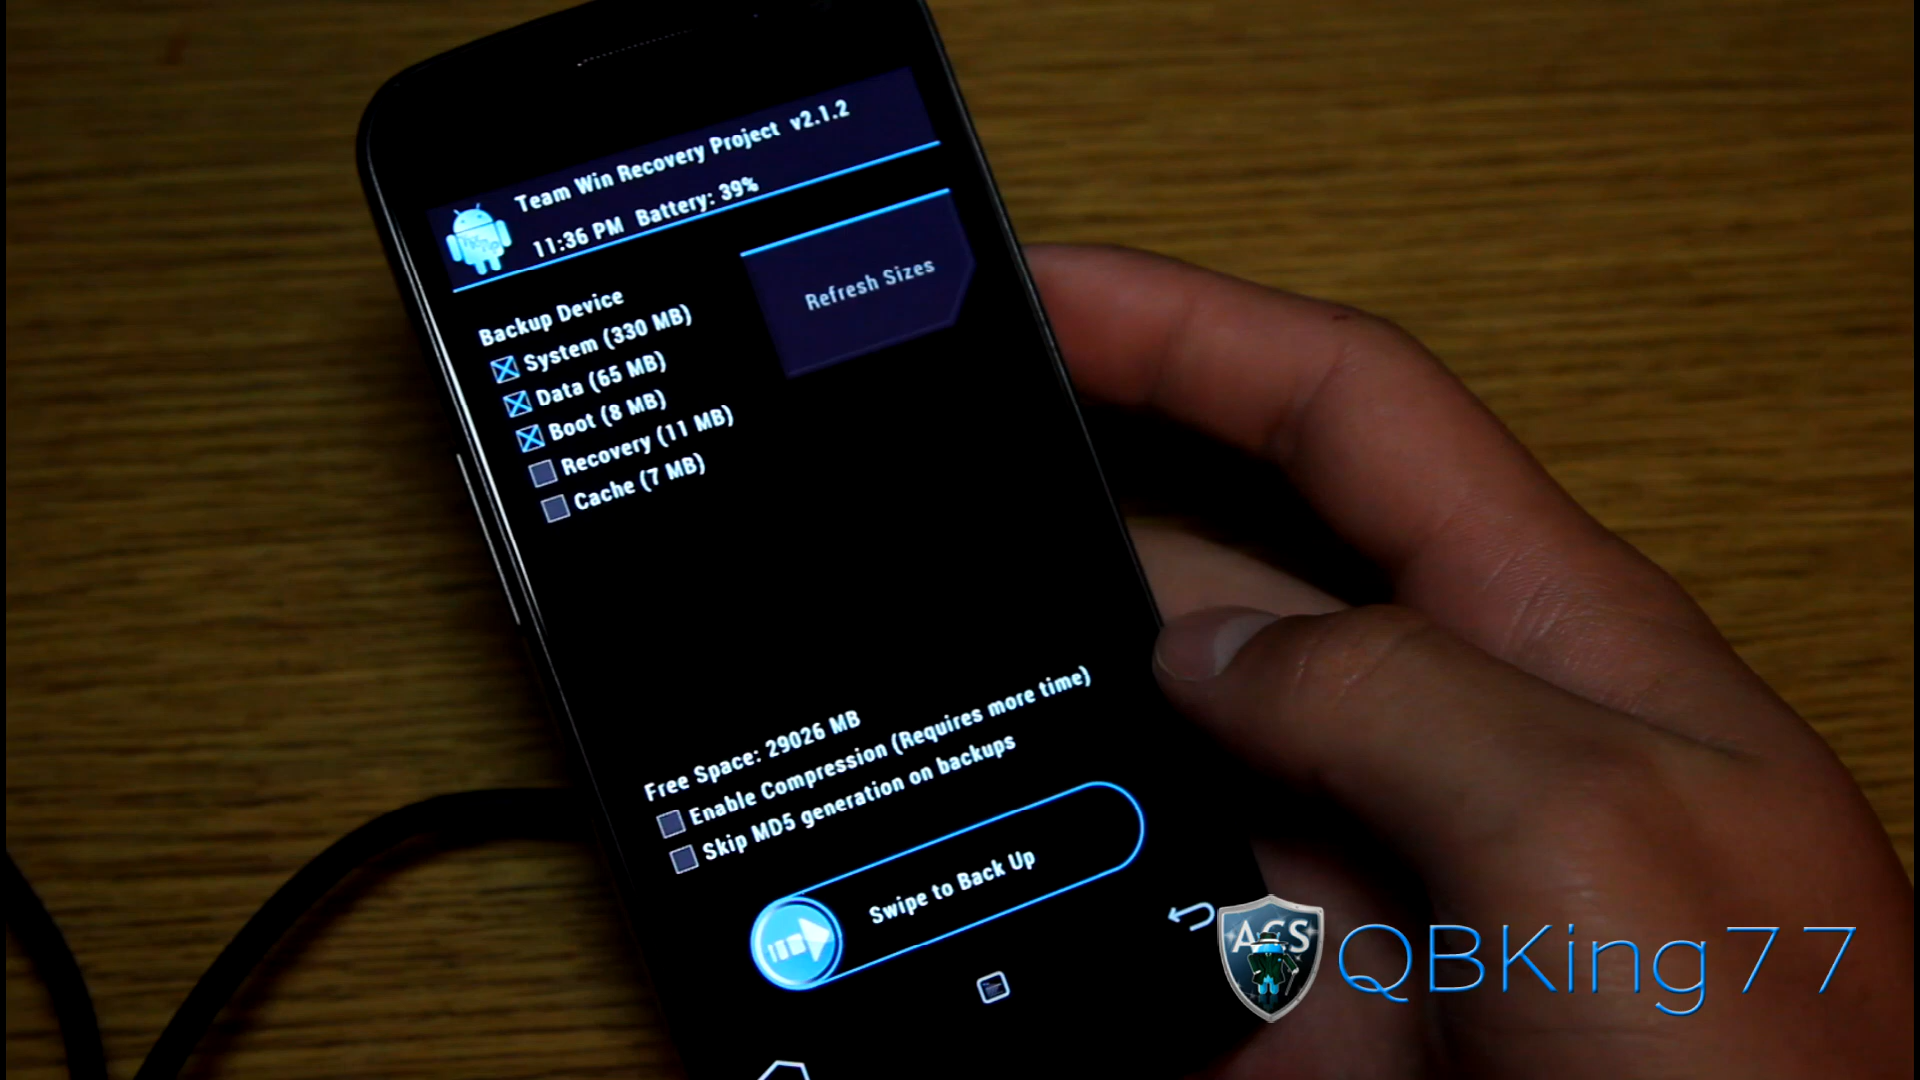 Team Win Recovery Project v2.1.2
11:36 PM Battery: 39%
Refresh Sizes
Backup Device
System (330 MB)
Data (65 MB)
Boot (8 MB)
Recovery (11 MB)
Cache (7 MB)
Free Space: 29026 MB
Enable Compression (Requires more time)
Skip MD5 generation on backups
Swipe to Back Up
ACS
QBKing77